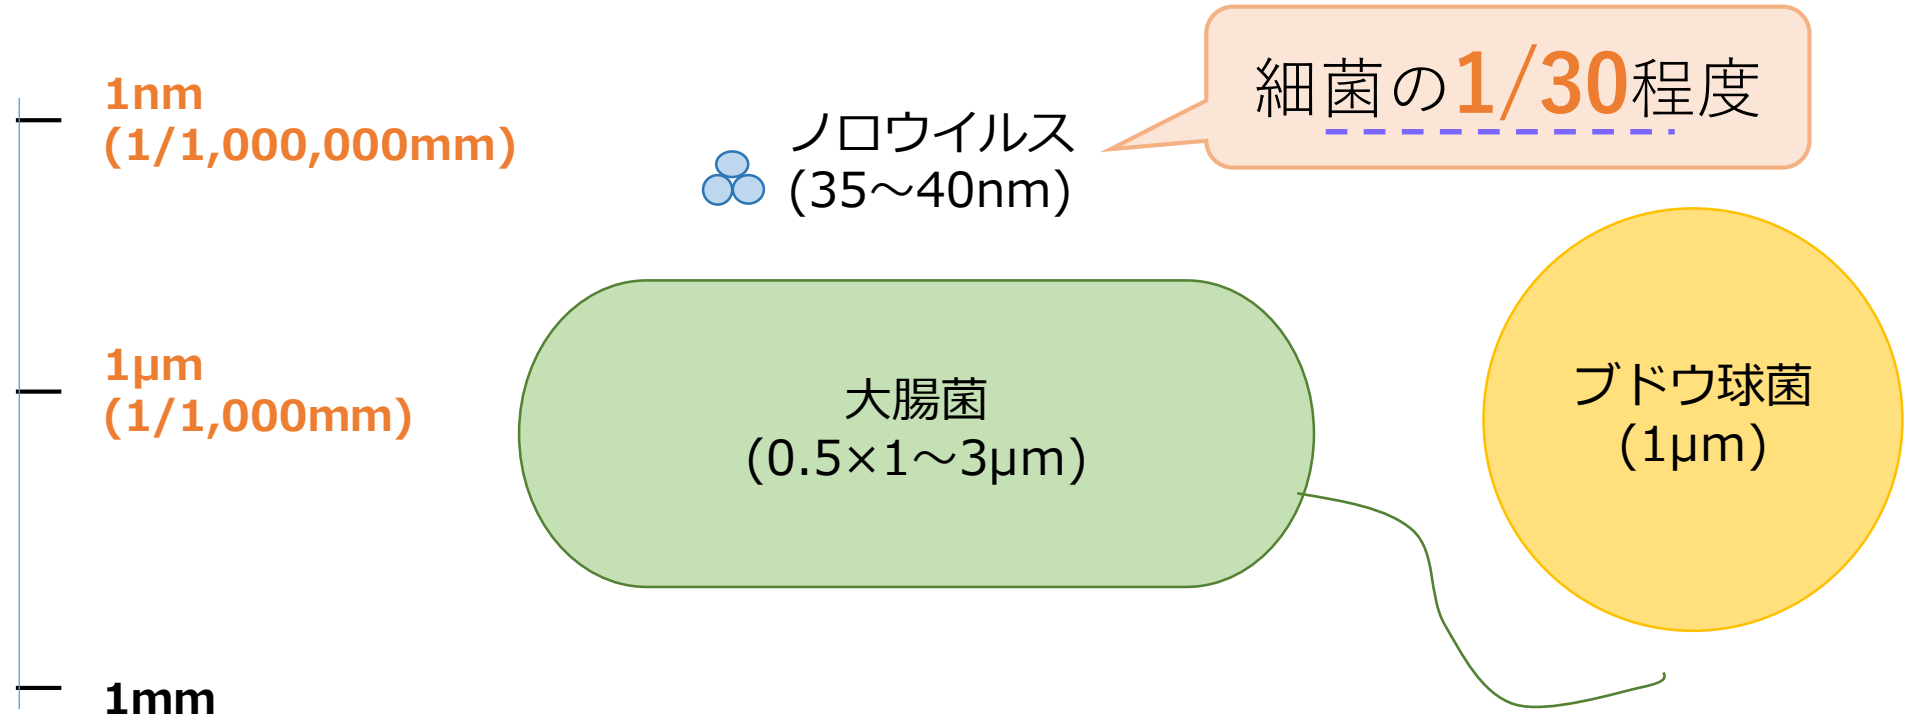 1nm
(1/1,000,000mm)
ノロウイルス
(35～40nm)
細菌の1/30程度
1μm
(1/1,000mm)
大腸菌
(0.5×1～3μm)
ブドウ球菌
(1μm)
1mm